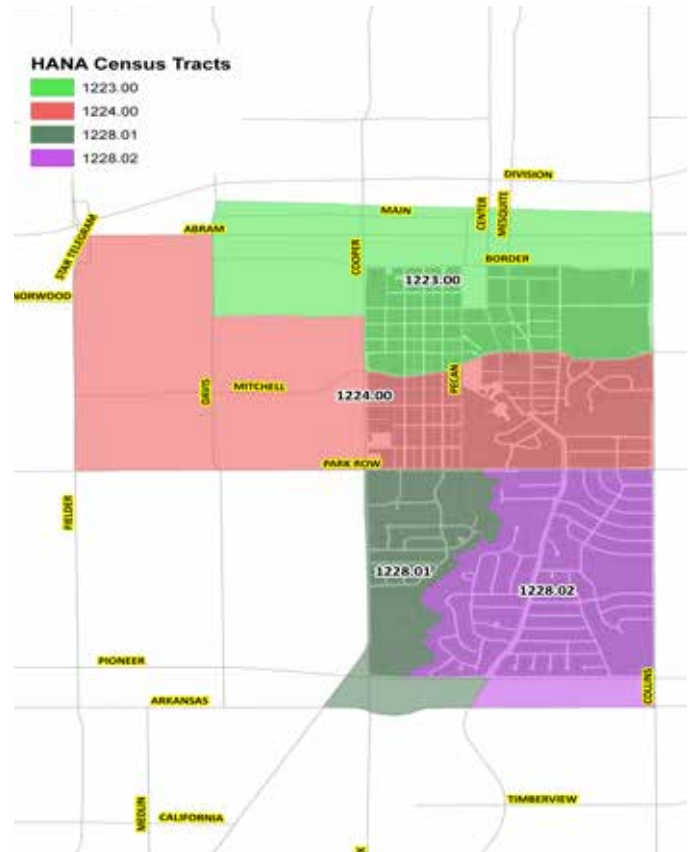 HANA Census Tracts
1223.00
1224.00
1228.01
1228.02
DIVISION
MAIN
CENTER
MESQUITE
STAR TELEGRAM
ABRAM
COOPER
BORDER
NORWOOD
1223.00
DAVIS
MITCHELL
1224.00
PECAN
PARK ROW
FIELDER
1228.01
1228.02
PIONEER
COLLINS
ARKANSAS
MEDLIN
CALIFORNIA
TIMBERVIEW